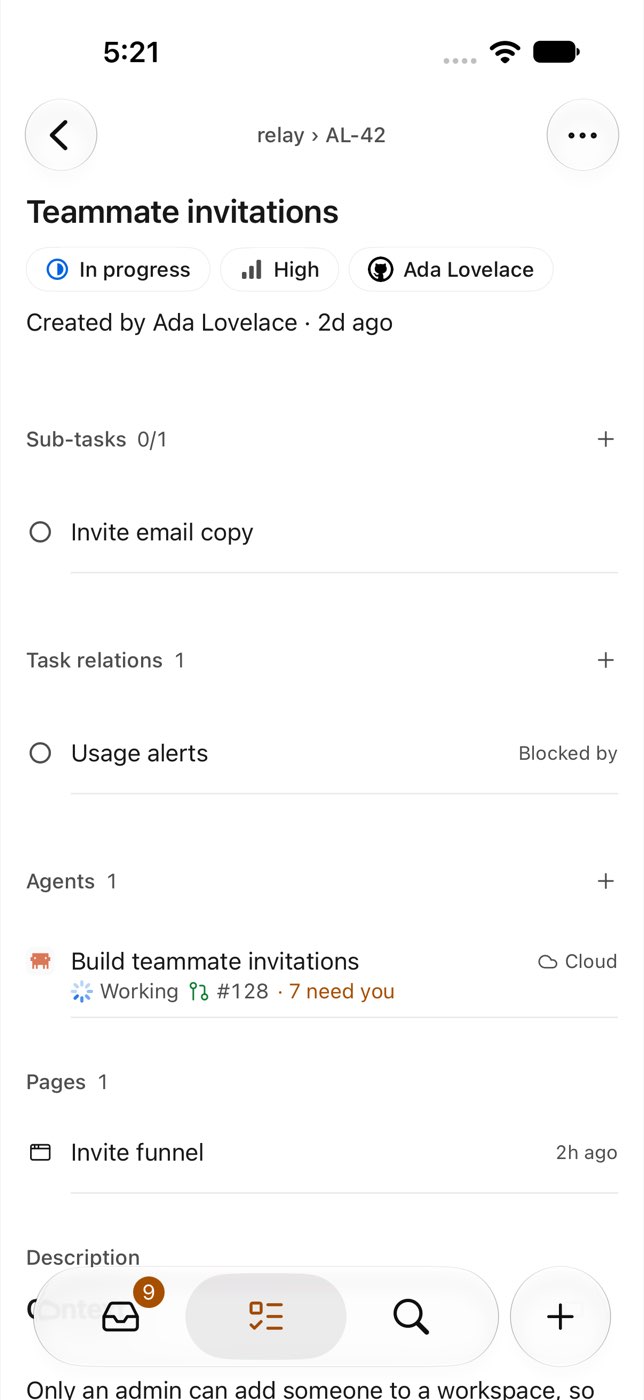 5:21
relay › AL-42
Teammate invitations
In progress
High
Ada Lovelace
Created by Ada Lovelace · 2d ago
Sub-tasks 0/1
Invite email copy
Task relations 1
Usage alerts
Blocked by
Agents 1
Build teammate invitations
Cloud
Working #128 · 7 need you
Pages 1
Invite funnel
2h ago
Description
9
Only an admin can add someone to a workspace, so